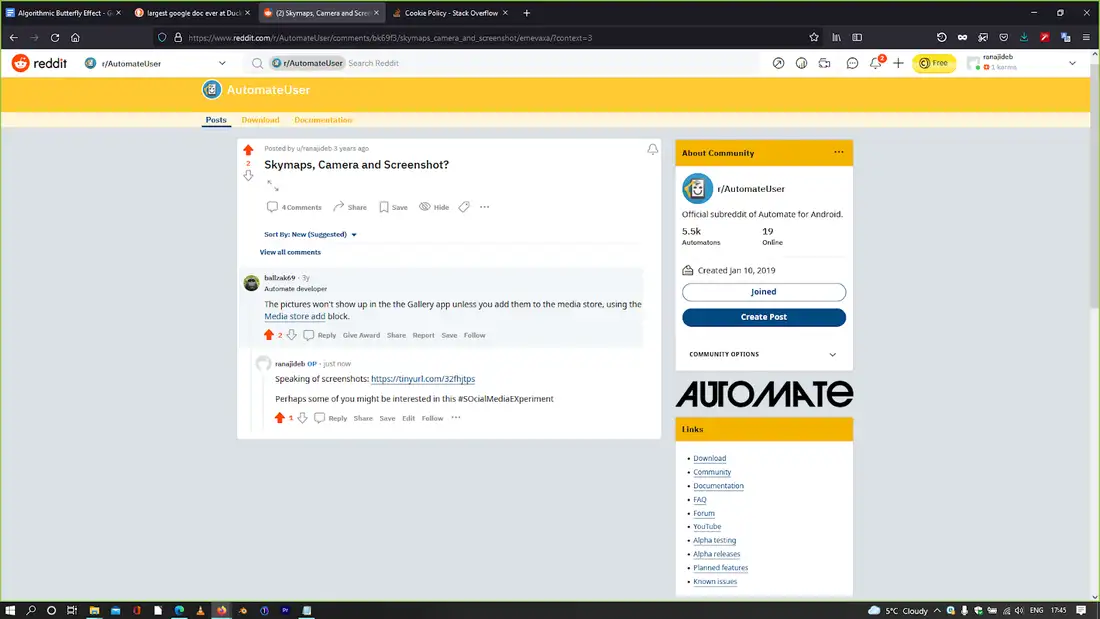 Algorithmic Butterfly Effect - G
largest google doc ever at Duck
(2) Skymaps, Camera and Screen
Cookie Policy - Stack Overflow
https://www.reddit.com/r/AutomateUser/comments/bk69f3/skymaps_camera_and_screenshot/emevaxa/?context=3
reddit
r/AutomateUser
r/AutomateUser
Search Reddit
2
Free
ranajideb
1 karma
AutomateUser
Posts
Download
Documentation
Posted by u/ranajideb 3 years ago
2
Skymaps, Camera and Screenshot?
4 Comments
Share
Save
Hide
Sort By: New (Suggested)
View all comments
ballzak69 · 3y
Automate developer
The pictures won't show up in the the Gallery app unless you add them to the media store, using the
Media store add block.
2
Reply
Give Award
Share
Report
Save
Follow
ranajideb OP · just now
Speaking of screenshots: https://tinyurl.com/32fhjtps
Perhaps some of you might be interested in this #SOcialMediaEXperiment
1
Reply
Share
Save
Edit
Follow
About Community
r/AutomateUser
Official subreddit of Automate for Android.
5.5k
19
Automatons
Online
Created Jan 10, 2019
Joined
Create Post
COMMUNITY OPTIONS
AUTOMATE
Links
Download
Community
Documentation
FAQ
Forum
YouTube
Alpha testing
Alpha releases
Planned features
Known issues
5°C Cloudy
ENG
17:45